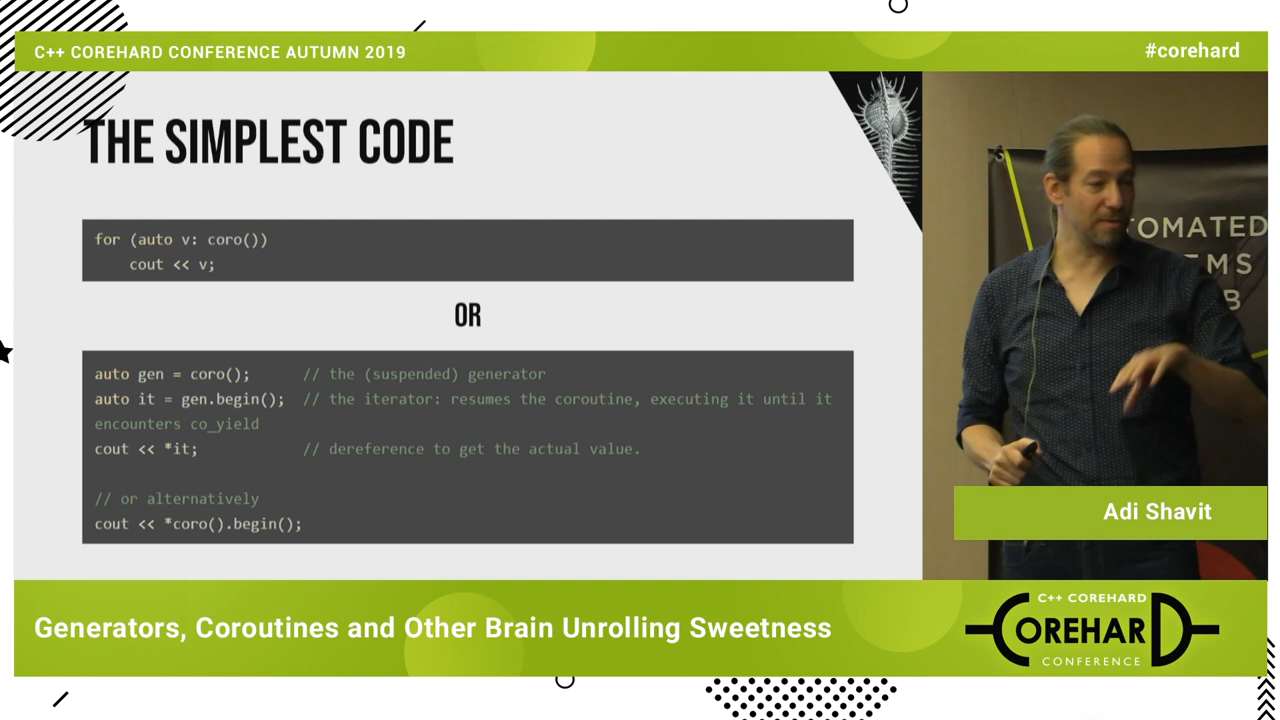 C++ COREHARD CONFERENCE AUTUMN 2019
#corehard
THE SIMPLEST CODE
for (auto v: coro())
    cout << v;
OR
auto gen = coro();      // the (suspended) generator
auto it = gen.begin();  // the iterator: resumes the coroutine, executing it until it
encounters co_yield
cout << *it;            // dereference to get the actual value.
// or alternatively
cout << *coro().begin();
Adi Shavit
Generators, Coroutines and Other Brain Unrolling Sweetness
C++ COREHARD
COREHARD
CONFERENCE